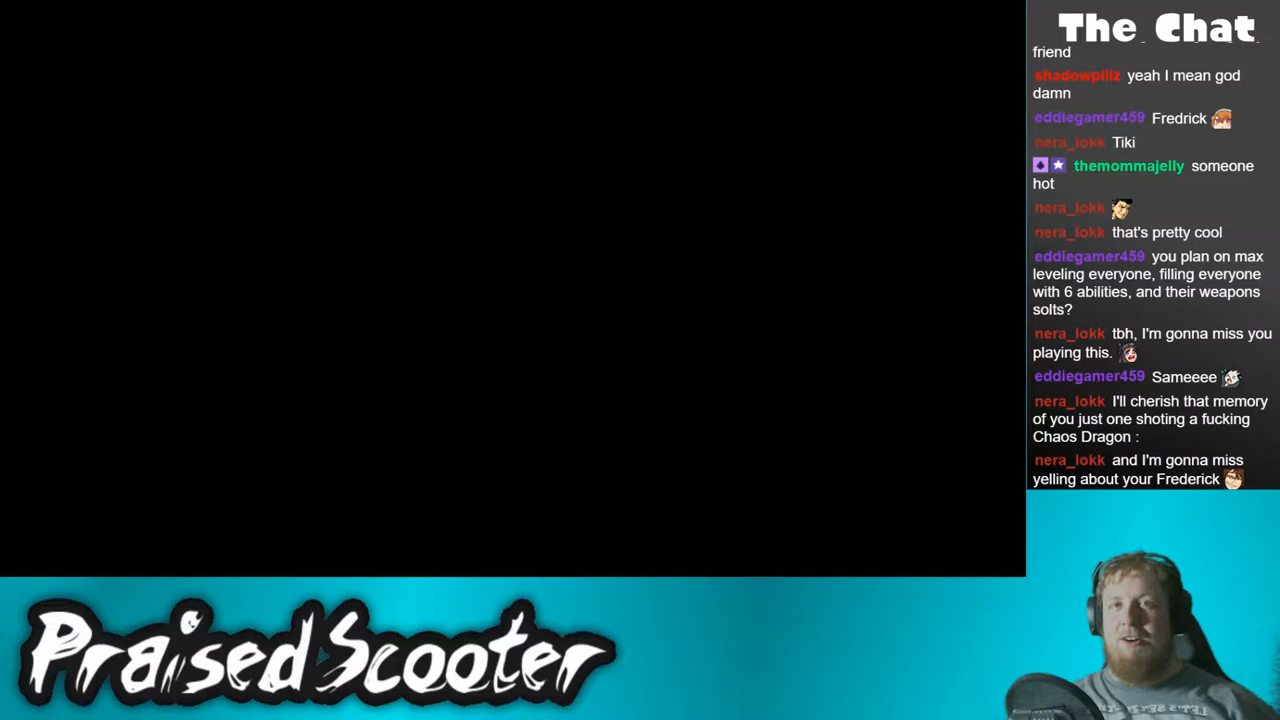 The Chat
friend
shadowpillz yeah I mean god
damn
eddiegamer459 Fredrick
nera_lokk Tiki
themommajelly someone
hot
nera_lokk
nera_lokk that's pretty cool
eddiegamer459 you plan on max
leveling everyone, filling everyone
with 6 abilities, and their weapons
solts?
nera_lokk tbh, I'm gonna miss you
playing this.
eddiegamer459 Sameeee
nera_lokk I'll cherish that memory
of you just one shoting a fucking
Chaos Dragon :
nera_lokk and I'm gonna miss
yelling about your Frederick
PraisedScooter